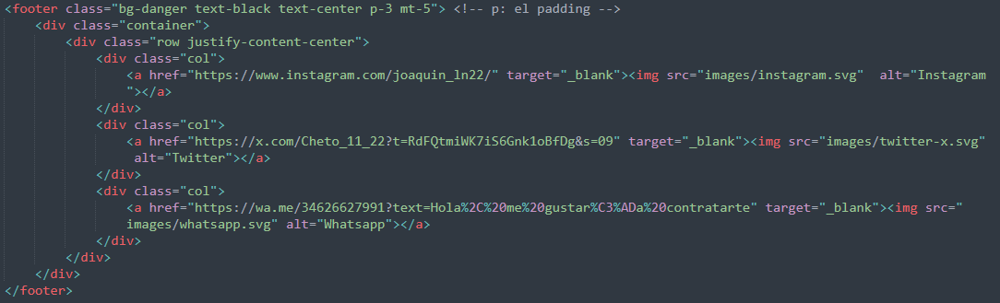 <footer class="bg-danger text-black text-center p-3 mt-5"> <!-- p: el padding -->
    <div class="container">
        <div class="row justify-content-center">
            <div class="col">
                <a href="https://www.instagram.com/joaquin_ln22/" target="_blank"><img src="images/instagram.svg"  alt="Instagram
                "></a>
            </div>
            <div class="col">
                <a href="https://x.com/Cheto_11_22?t=RdFQtmiWK7iS6Gnk1oBfDg&s=09" target="_blank"><img src="images/twitter-x.svg"
                 alt="Twitter"></a>
            </div>
            <div class="col">
                <a href="https://wa.me/34626627991?text=Hola%2C%20me%20gustar%C3%ADa%20contratarte" target="_blank"><img src="
                images/whatsapp.svg" alt="Whatsapp"></a>
            </div>
        </div>
    </div>
</footer>